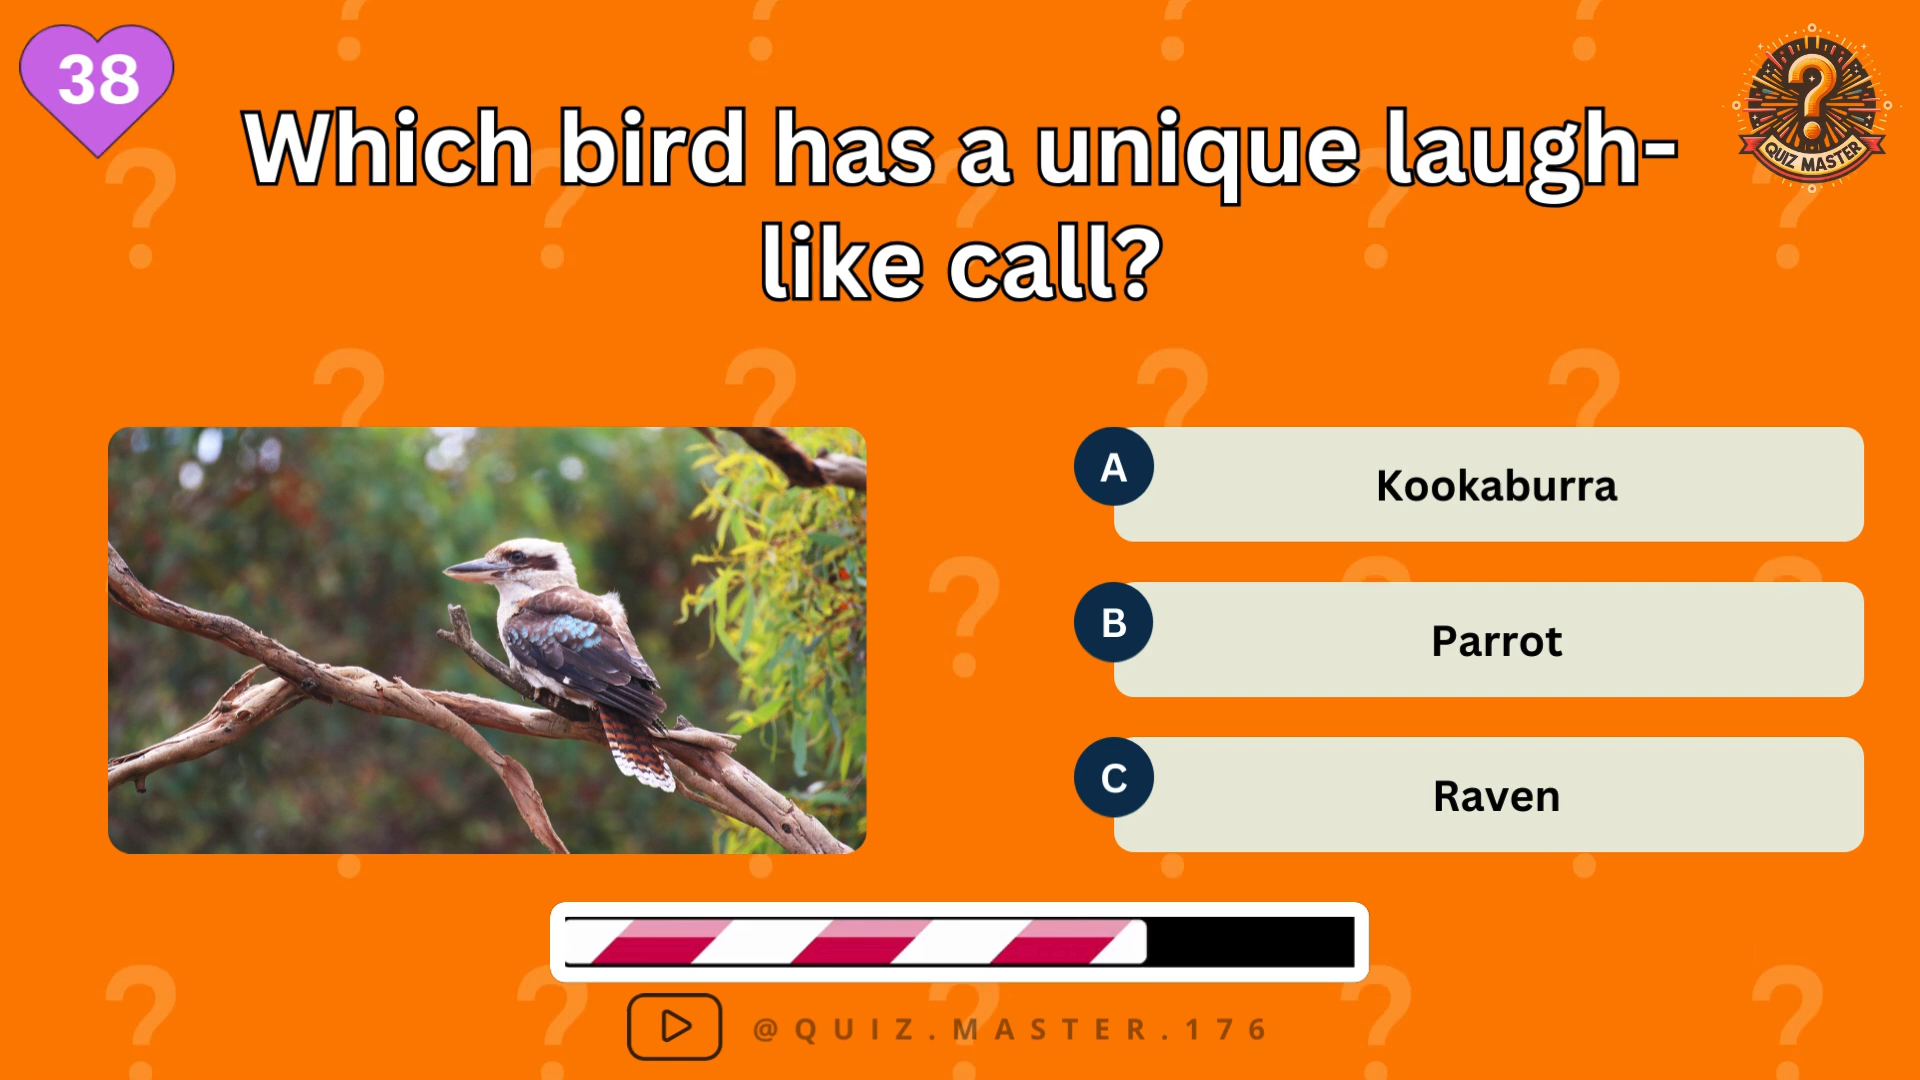 38
Which bird has a unique laugh-
like call?
QUIZ MASTER
A
Kookaburra
B
Parrot
C
Raven
@QUIZ.MASTER.176